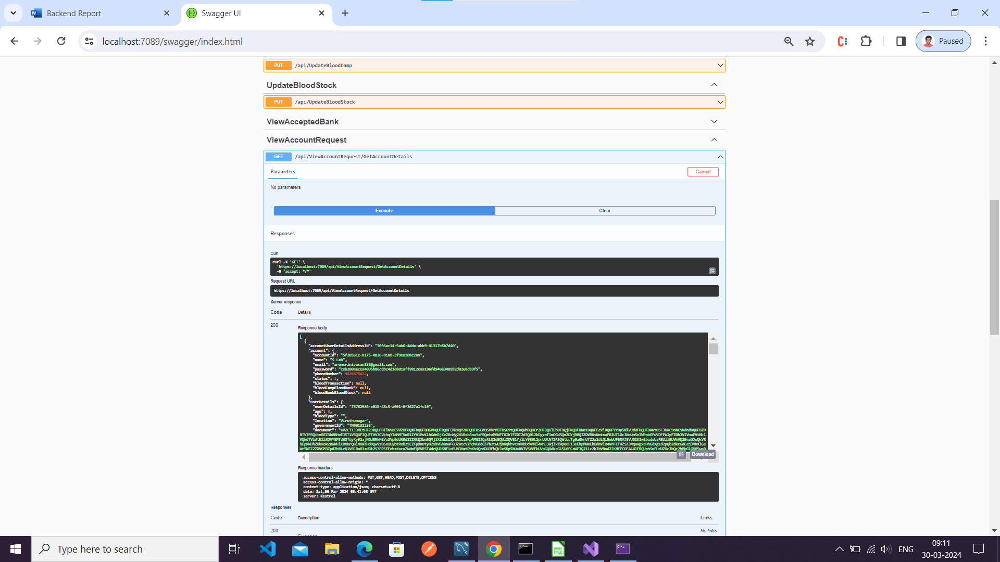 Backend Report
Swagger UI
localhost:7089/swagger/index.html
Paused
PUT /api/UpdateBloodCamp
UpdateBloodStock
PUT /api/UpdateBloodStock
ViewAcceptedBank
ViewAccountRequest
GET /api/ViewAccountRequest/GetAccountDetails
Parameters
Cancel
No parameters
Execute
Clear
Responses
Curl
curl -X 'GET' \
'https://localhost:7089/api/ViewAccountRequest/GetAccountDetails' \
-H 'accept: */*'
Request URL
https://localhost:7089/api/ViewAccountRequest/GetAccountDetails
Server response
Code Details
200
Response body
[
{
"accountUserDetailsAddressId": "3056ac14-9ab6-4dda-abb9-41317b5b7d40",
"account": {
"accountId": "5f20561c-8175-4826-81a8-3f9ea108c2aa",
"name": "S Lab",
"email": "arunsrinivasan333@gmail.com",
"password": "ceb200a6cea4095b86c8bc4d1e801aff9812eaa106fd940e348882d0268d59f5",
"phoneNumber": 9878675432,
"status": 1,
"bloodTransaction": null,
"bloodCampBloodBank": null,
"bloodBankBloodStock": null
},
"userDetails": {
"userDetailsId": "75762986-e018-48c5-a001-0f3627a1fc19",
"age": 0,
"bloodType": "",
"location": "Viruthunagar",
"governmentId": "TN00132233",
"document":
Download
Response headers
access-control-allow-methods: PUT,GET,HEAD,POST,DELETE,OPTIONS
access-control-allow-origin: *
content-type: application/json; charset=utf-8
date: Sat,30 Mar 2024 03:41:08 GMT
server: Kestrel
Responses
Code Description Links
200 No links
Type here to search
ENG
09:11
30-03-2024